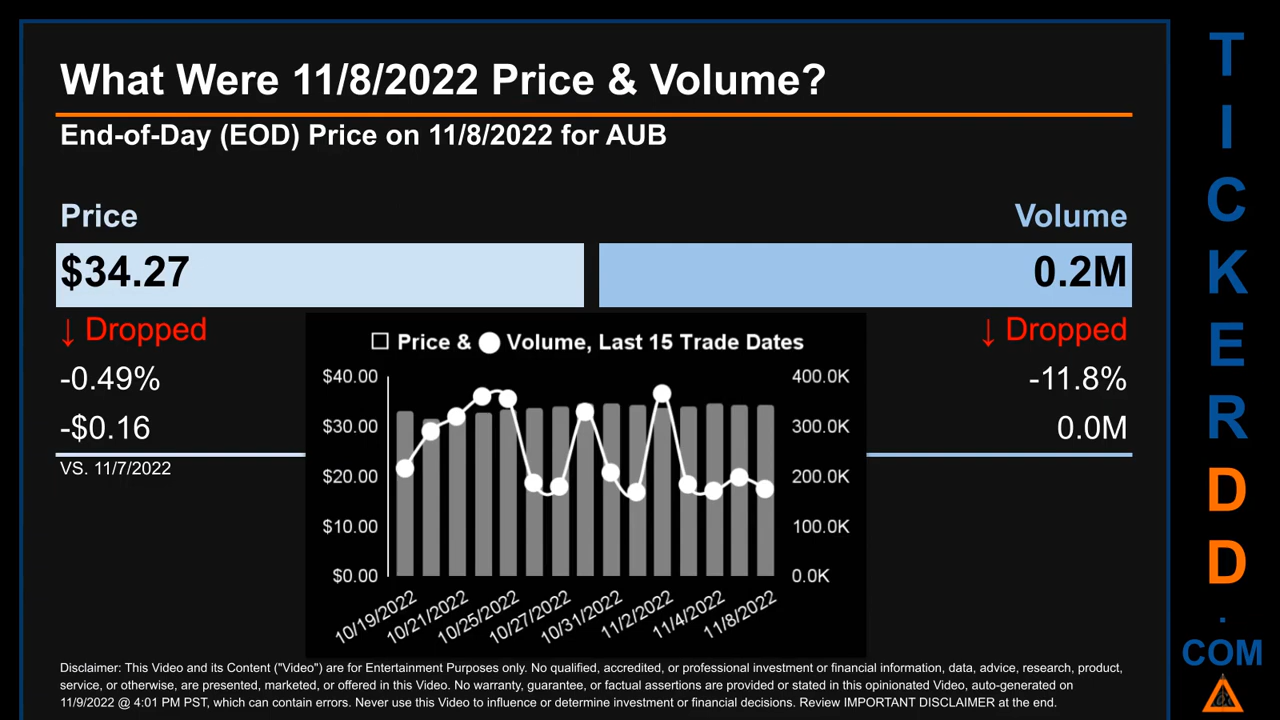 What Were 11/8/2022 Price & Volume?
End-of-Day (EOD) Price on 11/8/2022 for AUB
Price
Volume
$34.27
0.2M
↓ Dropped
↓ Dropped
-0.49%
-11.8%
-$0.16
0.0M
VS. 11/7/2022
Price & Volume, Last 15 Trade Dates
$40.00
400.0K
$30.00
300.0K
$20.00
200.0K
$10.00
100.0K
$0.00
0.0K
10/19/2022
10/21/2022
10/25/2022
10/27/2022
10/31/2022
11/2/2022
11/4/2022
11/8/2022
Disclaimer: This Video and its Content ("Video") are for Entertainment Purposes only. No qualified, accredited, or professional investment or financial information, data, advice, research, product,
service, or otherwise, are presented, marketed, or offered in this Video. No warranty, guarantee, or factual assertions are provided or stated in this opinionated Video, auto-generated on
11/9/2022 @ 4:01 PM PST, which can contain errors. Never use this Video to influence or determine investment or financial decisions. Review IMPORTANT DISCLAIMER at the end.
T
I
C
K
E
R
D
D
.
COM